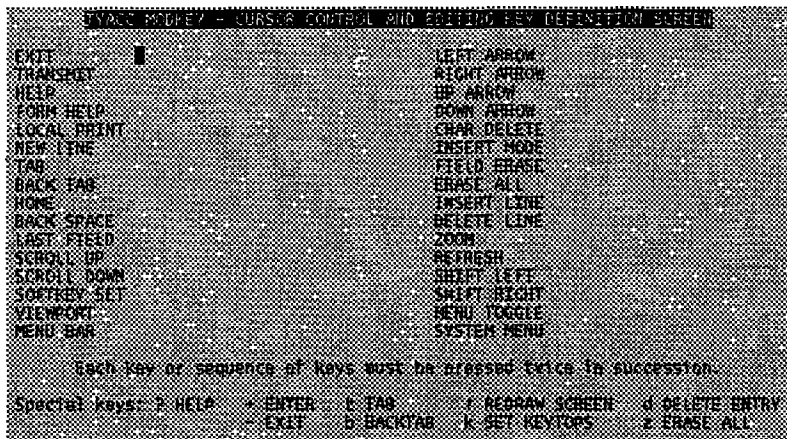 IYACC MODKEY - CURSOR CONTROL AND EDITING KEY DEFINITION SCREEN
EXIT LEFT ARROW
TRANSMIT RIGHT ARROW
HELP UP ARROW
FORM HELP DOWN ARROW
LOCAL PRINT CHAR DELETE
NEW LINE INSERT MODE
TAB FIELD ERASE
BACK TAB ERASE ALL
HOME INSERT LINE
BACK SPACE DELETE LINE
LAST FIELD ZOOM
SCROLL UP REFRESH
SCROLL DOWN SHIFT LEFT
SOFTKEY SET SHIFT RIGHT
VIEWPORT MENU TOGGLE
MENU BAR SYSTEM MENU
Each key or sequence of keys must be pressed twice in succession.
Special keys: ? HELP + ENTER t TAB r REDRAW SCREEN d DELETE ENTRY
- EXIT b BACKTAB k SET KEYTOPS z ERASE ALL